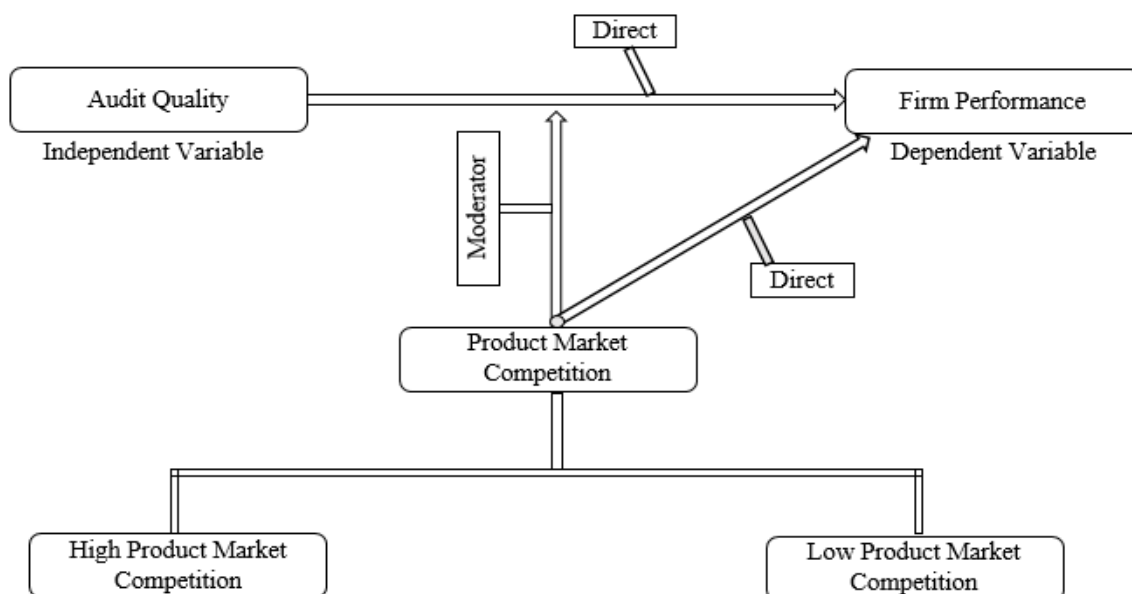 Direct
Audit Quality
Firm Performance
Independent Variable
Dependent Variable
Moderator
Direct
Product Market
Competition
High Product Market
Competition
Low Product Market
Competition